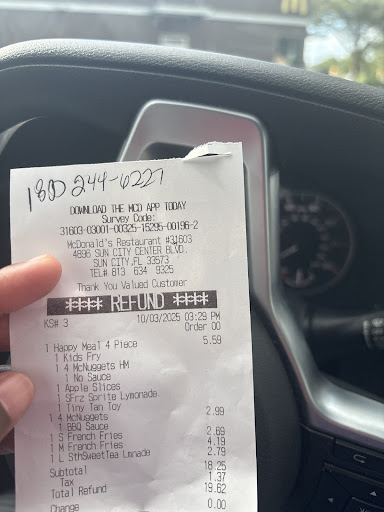 1800 244-6227
DOWNLOAD THE MCD APP TODAY
Survey Code:
31603-03001-00325-15295-00196-2
McDonald's Restaurant #31603
4896 SUN CITY CENTER BLVD.
SUN CITY,FL 33573
TEL# 813 634 9325
Thank You Valued Customer
**** REFUND ****
KS# 3 10/03/2025 03:29 PM
Order 00
1 Happy Meal 4 Piece 5.59
1 Kids Fry
1 4 McNuggets HM
1 No Sauce
1 Apple Slices
1 SFrz Sprite Lymonade
1 Tiny Tan Toy
1 4 McNuggets 2.99
1 BBQ Sauce
1 S French Fries 2.69
1 M French Fries 4.19
1 L SthSweetTea Lmnade 2.79
Subtotal 18.25
Tax 1.37
Total Refund 19.62
Change 0.00